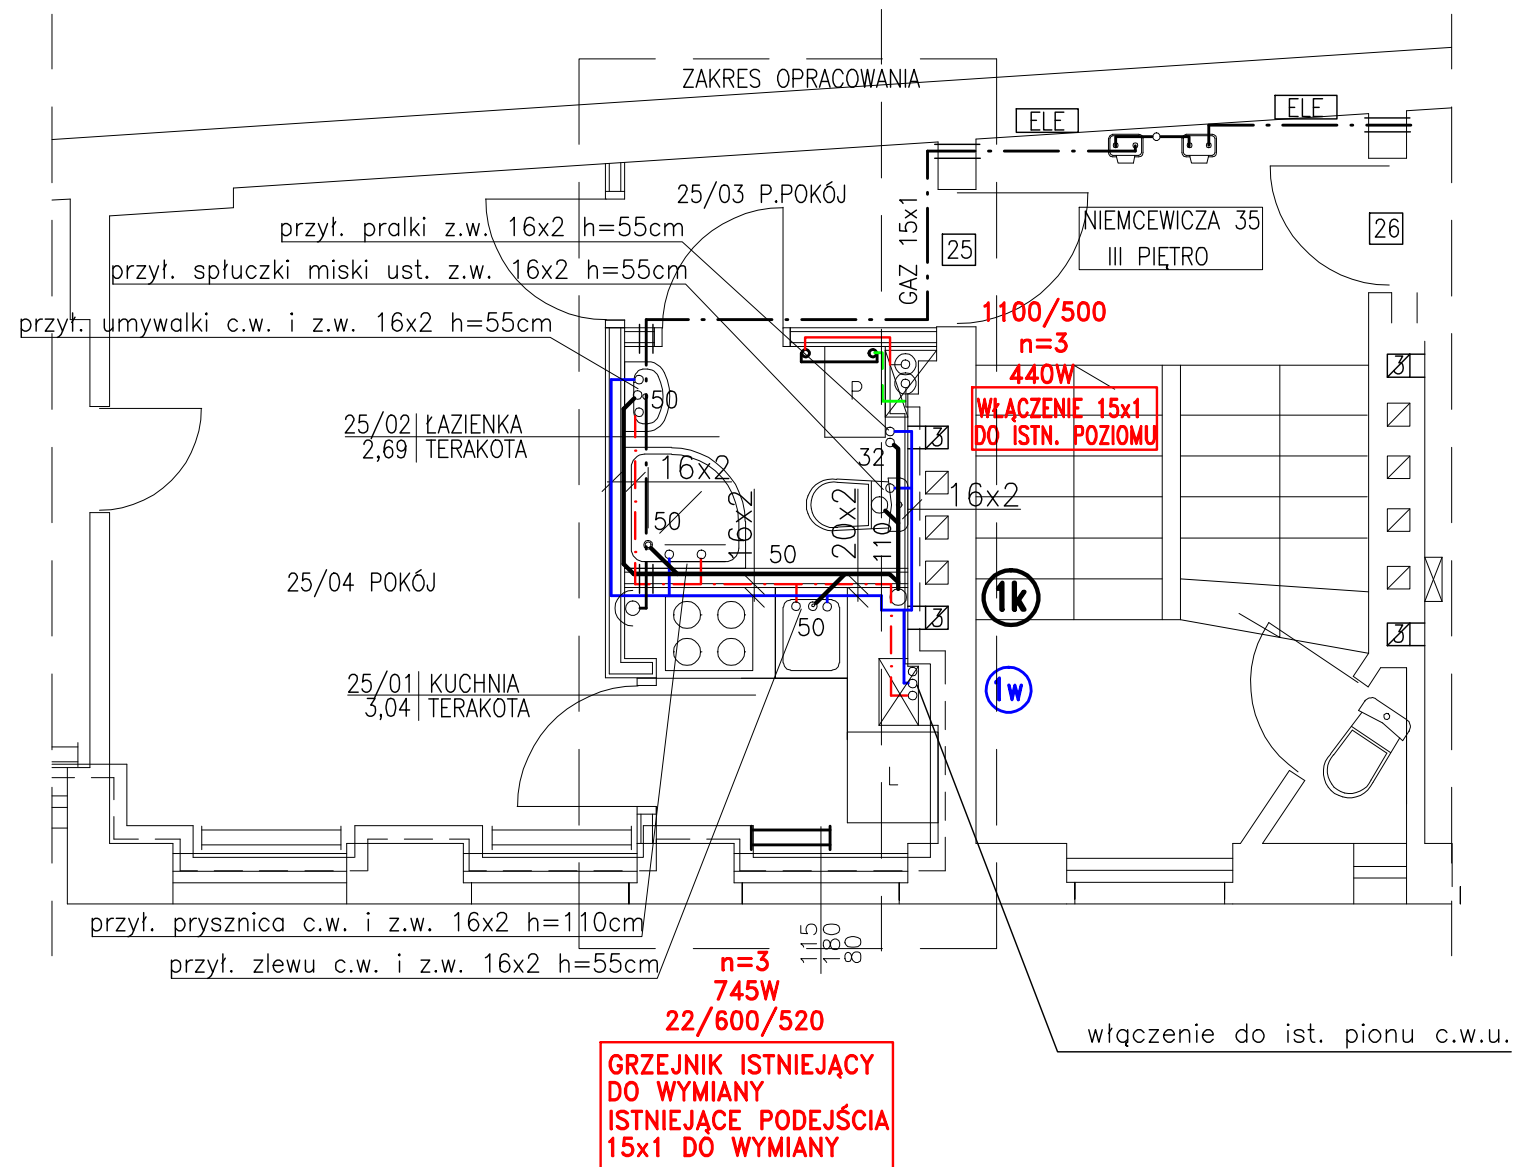 ZAKRES OPRACOWANIA
ELE
ELE
25/03 P.POKÓJ
GAZ 15x1
25
26
NIEMCEWICZA 35
III PIĘTRO
przył. pralki z.w. 16x2 h=55cm
przył. spłuczki miski ust. z.w. 16x2 h=55cm
przył. umywalki c.w. i z.w. 16x2 h=55cm
1100/500
n=3
440W
WŁĄCZENIE 15x1
DO ISTN. POZIOMU
P
50
25/02 ŁAZIENKA
2,69 TERAKOTA
32
3
3
16x2
16x2
50
16x2
20x2
110
50
25/04 POKÓJ
1k
50
3
3
25/01 KUCHNIA
3,04 TERAKOTA
1w
L
przył. prysznica c.w. i z.w. 16x2 h=110cm
przył. zlewu c.w. i z.w. 16x2 h=55cm
115
180
80
n=3
745W
22/600/520
włączenie do ist. pionu c.w.u.
GRZEJNIK ISTNIEJĄCY
DO WYMIANY
ISTNIEJĄCE PODEJŚCIA
15x1 DO WYMIANY